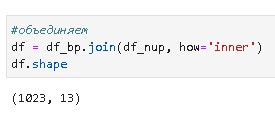 #объединяем
df = df_bp.join(df_nup, how='inner')
df.shape
(1023, 13)